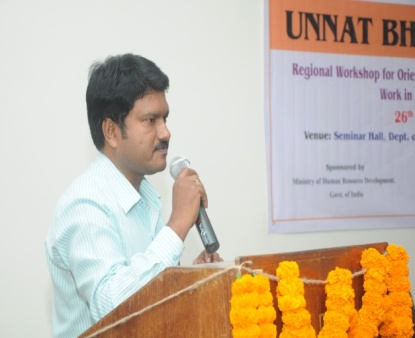 UNNAT BH
Regional Workshop for Orie
Work in
26th
Venue: Seminar Hall, Dept. o
Sponsored by
Ministry of Human Resource Development,
Govt. of India